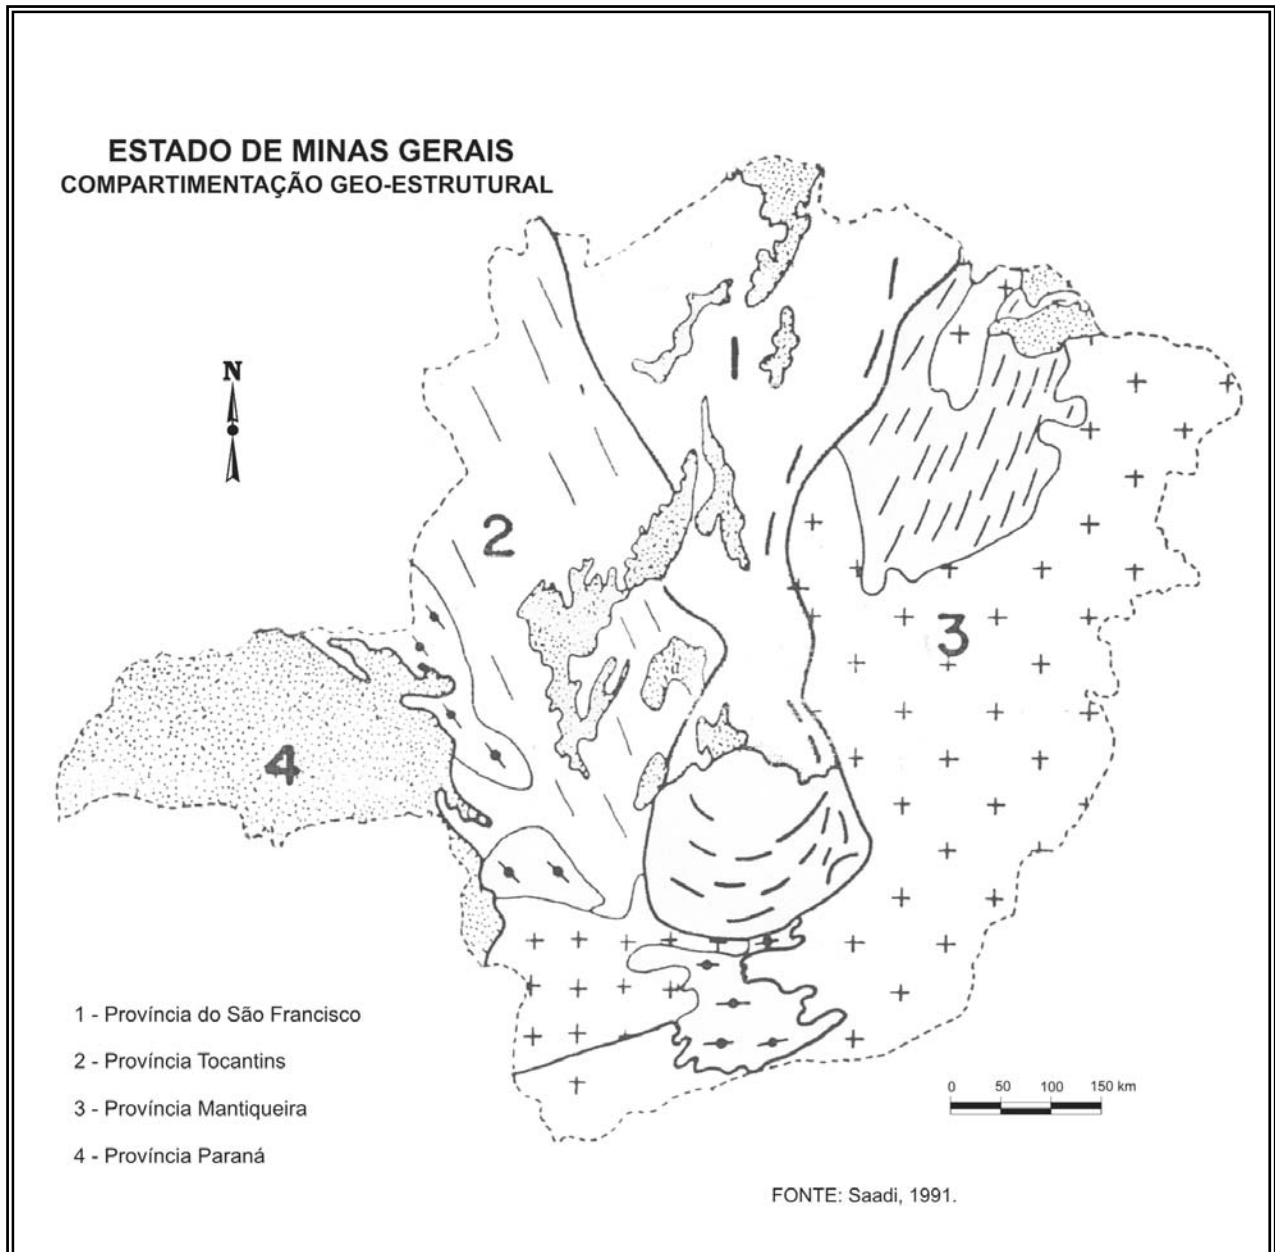 ESTADO DE MINAS GERAIS
COMPARTIMENTAÇÃO GEO-ESTRUTURAL
N
1
2
3
4
1 - Província do São Francisco
2 - Província Tocantins
3 - Província Mantiqueira
4 - Província Paraná
0 50 100 150 km
FONTE: Saadi, 1991.